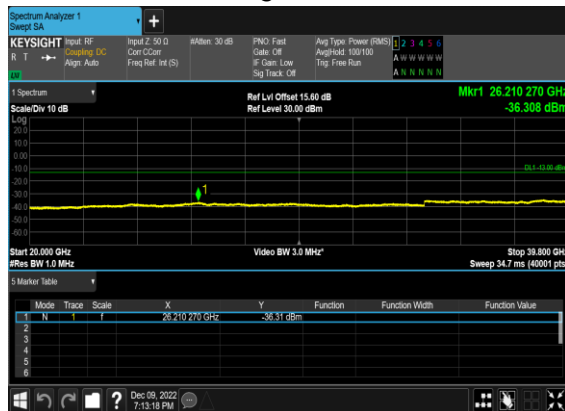 Spectrum Analyzer 1
Swept SA
+
KEYSIGHT Input: RF Input Z: 50 Ω #Atten: 30 dB PNO: Fast Avg Type: Power (RMS) 1 2 3 4 5 6
R T Coupling: DC Corr CCorr Gate: Off Avg|Hold: 100/100 A W W W W W
Align: Auto Freq Ref: Int (S) IF Gain: Low Trig: Free Run
LW Sig Track: Off A N N N N N
1 Spectrum Ref Lvl Offset 15.60 dB Mkr1 26.210 270 GHz
Scale/Div 10 dB Ref Level 30.00 dBm -36.308 dBm
Log
20.0
10.0
0.00
-10.0 DL1 -13.00 dBm
-20.0
-30.0 1
-40.0
-50.0
-60.0
Start 20.000 GHz Video BW 3.0 MHz* Stop 39.800 GHz
#Res BW 1.0 MHz Sweep 34.7 ms (40001 pts
5 Marker Table
Mode Trace Scale X Y Function Function Width Function Value
1 N 1 f 26.210 270 GHz -36.31 dBm
2
3
4
5
6
? Dec 09, 2022
7:13:18 PM